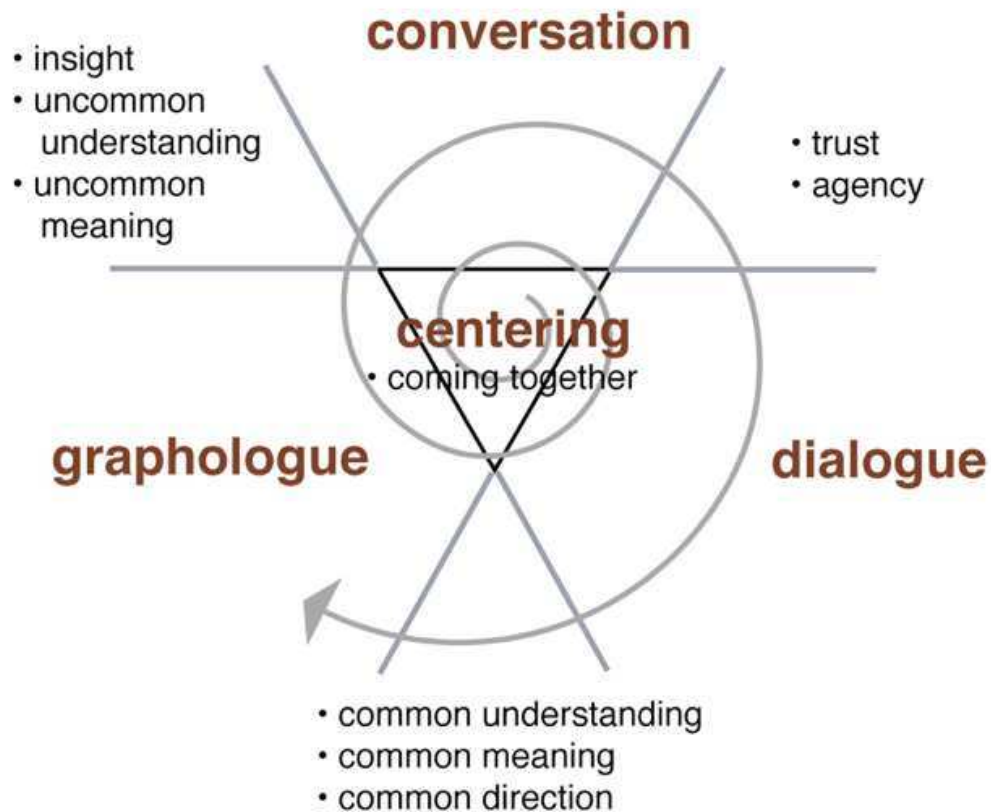 conversation
• insight
• uncommon
understanding
• uncommon
meaning
• trust
• agency
centering
• coming together
graphologue
dialogue
• common understanding
• common meaning
• common direction